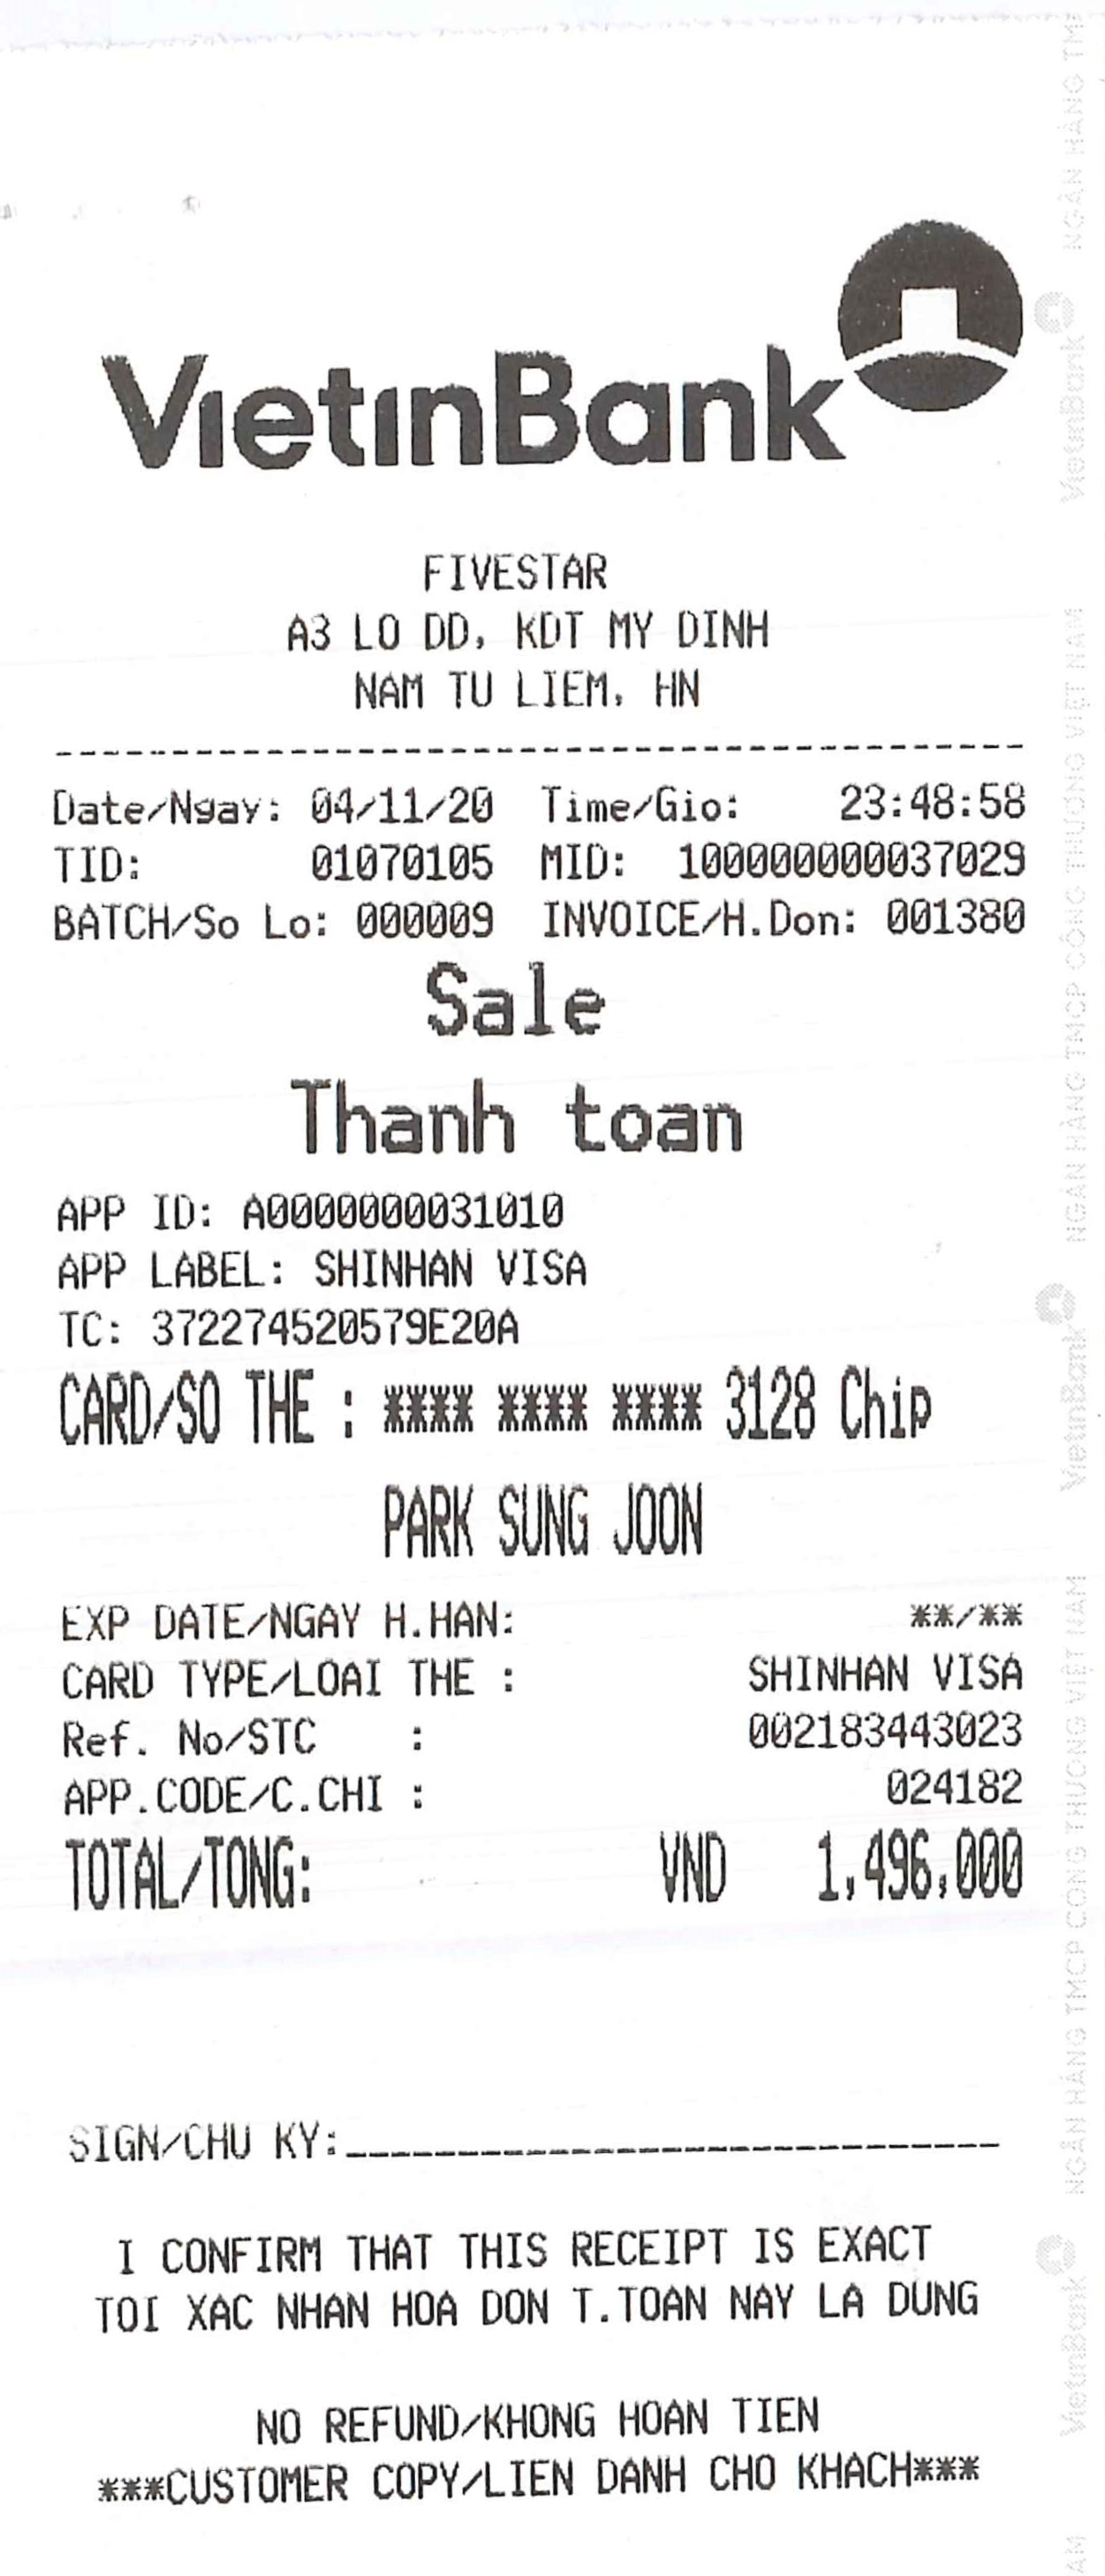 VietinBank
FIVESTAR
A3 LO DD, KDT MY DINH
NAM TU LIEM, HN
Date/Ngay: 04/11/20 Time/Gio: 23:48:58
TID: 01070105 MID: 100000000037029
BATCH/So Lo: 000009 INVOICE/H.Don: 001380
Sale
Thanh toan
APP ID: A0000000031010
APP LABEL: SHINHAN VISA
TC: 372274520579E20A
CARD/SO THE : **** **** **** 3128 Chip
PARK SUNG JOON
EXP DATE/NGAY H.HAN: **/**
CARD TYPE/LOAI THE : SHINHAN VISA
Ref. No/STC : 002183443023
APP.CODE/C.CHI : 024182
TOTAL/TONG: VND 1,496,000
SIGN/CHU KY:
I CONFIRM THAT THIS RECEIPT IS EXACT
TOI XAC NHAN HOA DON T.TOAN NAY LA DUNG
NO REFUND/KHONG HOAN TIEN
***CUSTOMER COPY/LIEN DANH CHO KHACH***
NGÂN HÀNG TM
VietinBank
NGÂN HÀNG TMCP CÔNG THƯƠNG VIỆT NAM
VietinBank
NGÂN HÀNG TMCP CÔNG THƯƠNG VIỆT NAM
VietinBank
AM